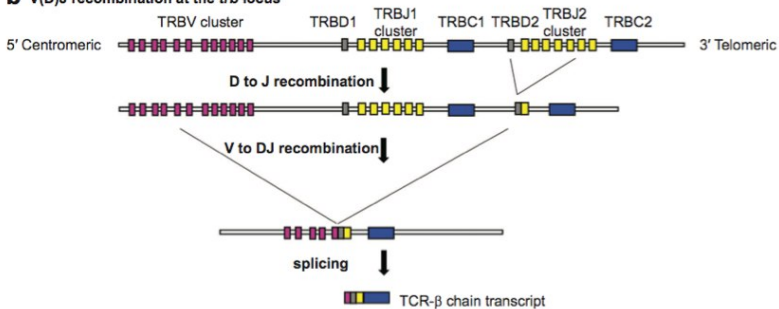 b V(D)J recombination at the trb locus
TRBV cluster TRBD1 TRBJ1 cluster TRBC1 TRBD2 TRBJ2 cluster TRBC2
5′ Centromeric 3′ Telomeric
D to J recombination
V to DJ recombination
splicing
TCR-β chain transcript